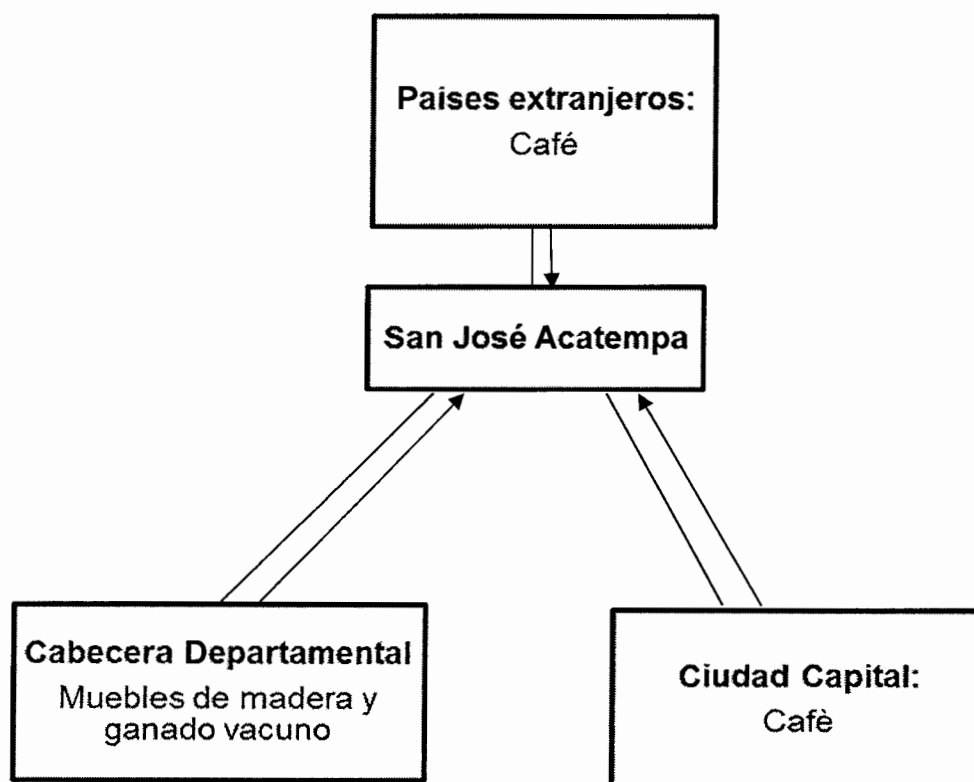 Paises extranjeros:
Café
San José Acatempa
Cabecera Departamental
Muebles de madera y
ganado vacuno
Ciudad Capital:
Cafè